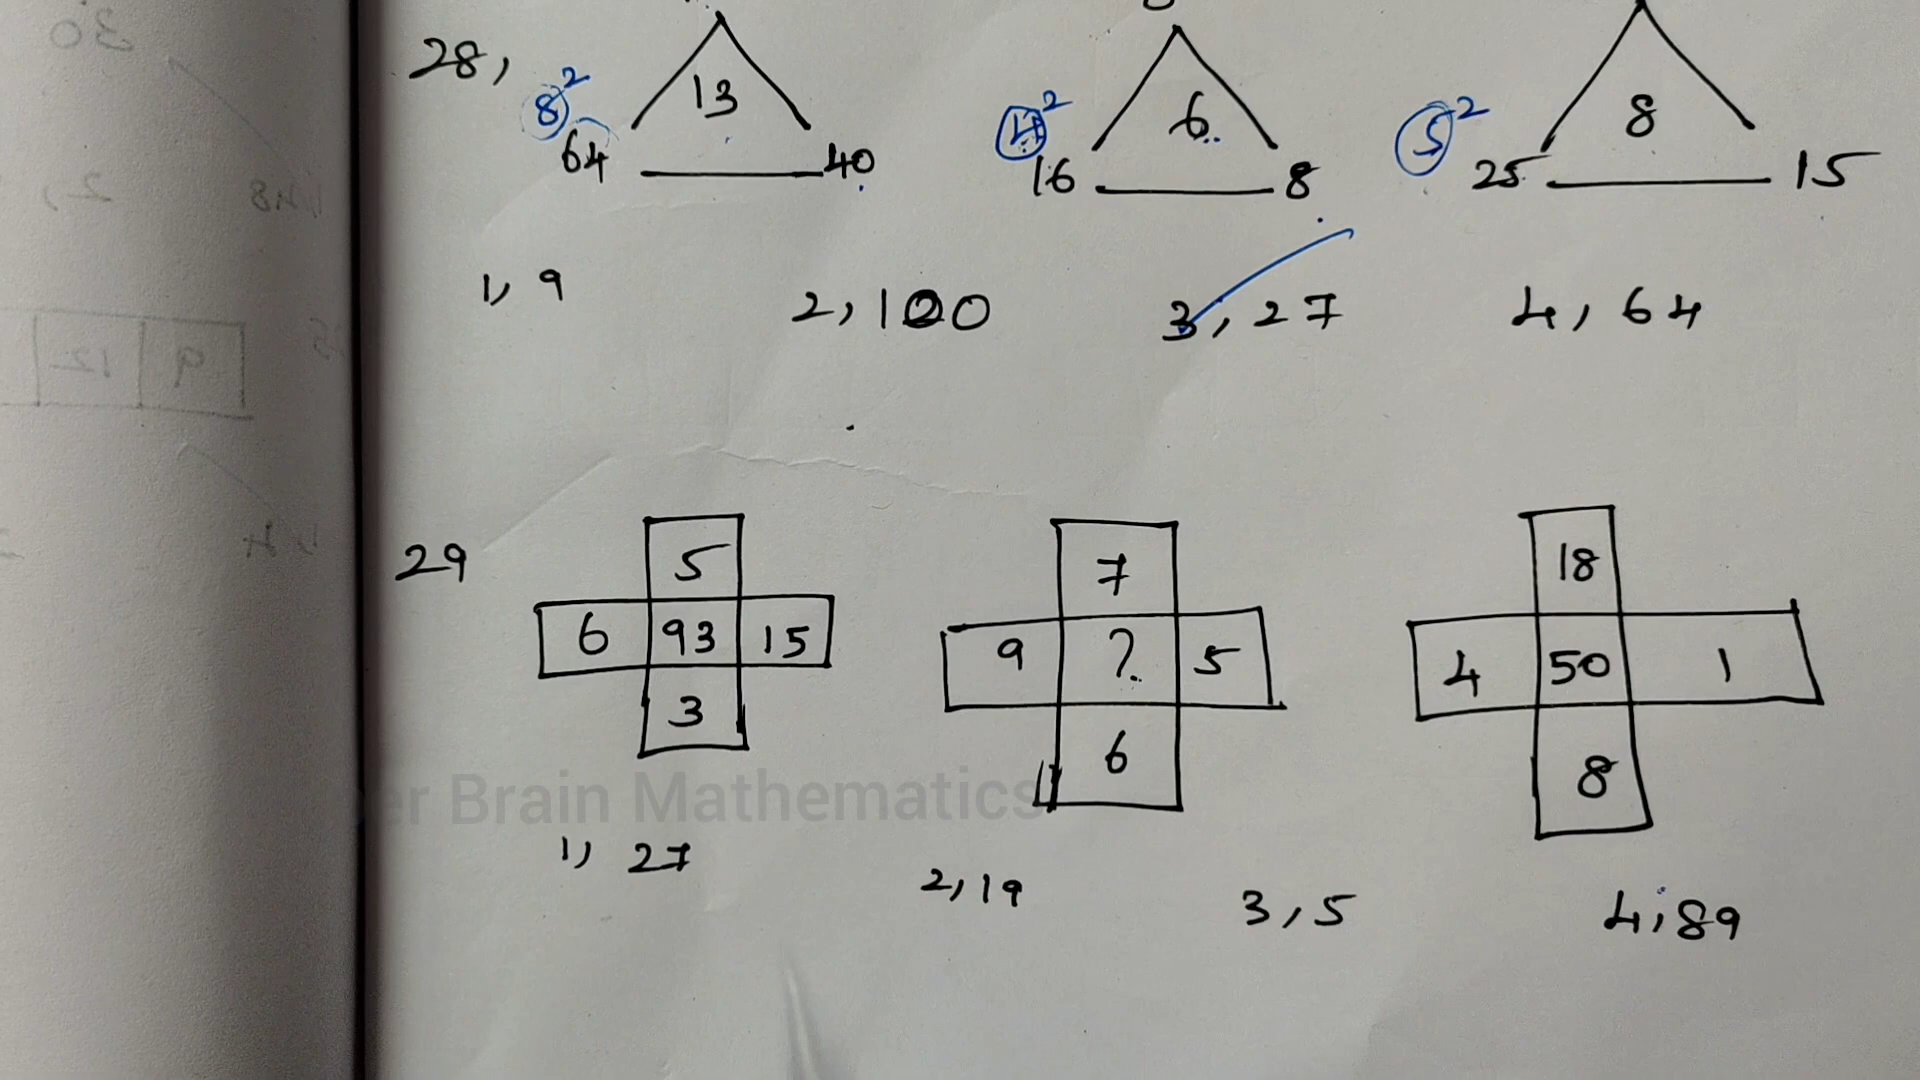 28,
8² 13
64 40
4² 6
16 8
5² 8
25 15
1, 9 2, 100 3, 27 4, 64
29
5
6 93 15
3
7
9 ? 5
6
18
4 50 1
8
er Brain Mathematics
1, 27 2, 19 3, 5 4, 89